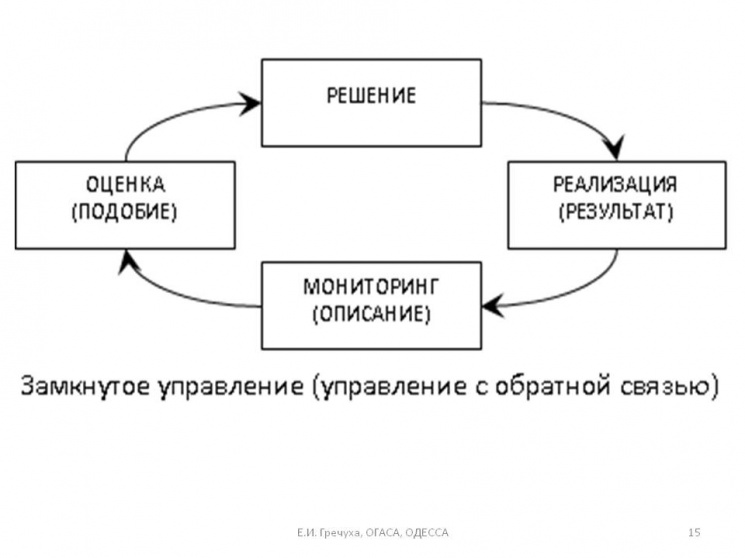 РЕШЕНИЕ
ОЦЕНКА
(ПОДОБИЕ)
РЕАЛИЗАЦИЯ
(РЕЗУЛЬТАТ)
МОНИТОРИНГ
(ОПИСАНИЕ)
Замкнутое управление (управление с обратной связью)
Е.И. Гречуха, ОГАСА, ОДЕССА
15